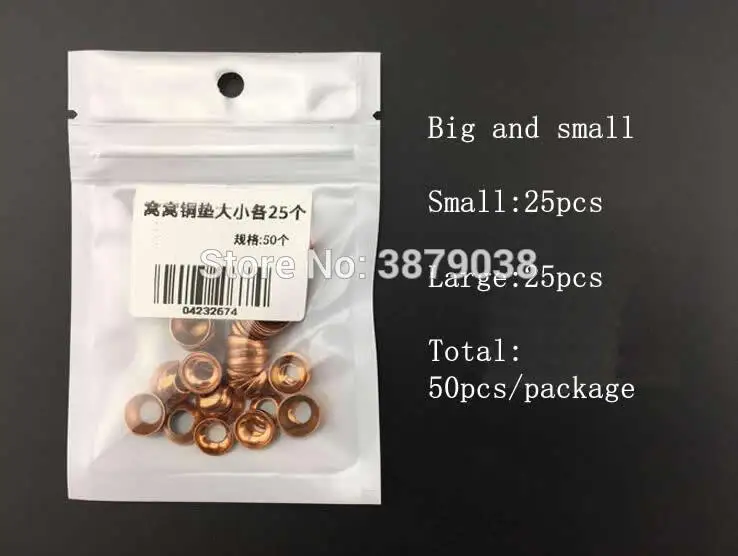 窝窝铜垫大小各25个
规格:50个
04232674
Store No: 3879038
Big and small
Small:25pcs
Large:25pcs
Total:
50pcs/package